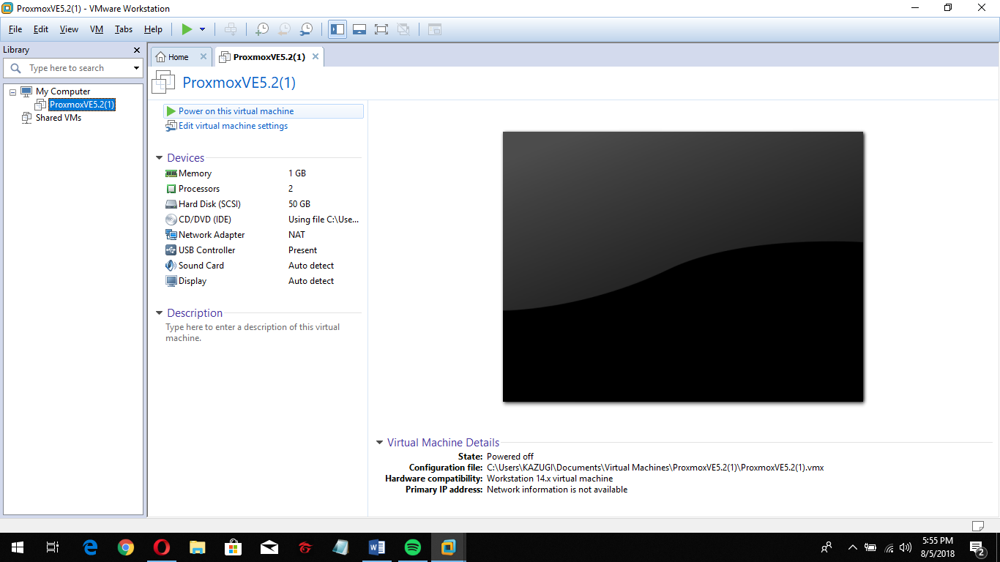 ProxmoxVE5.2(1) - VMware Workstation
File Edit View VM Tabs Help
Library
Type here to search
My Computer
ProxmoxVE5.2(1)
Shared VMs
Home ProxmoxVE5.2(1)
ProxmoxVE5.2(1)
Power on this virtual machine
Edit virtual machine settings
Devices
Memory 1 GB
Processors 2
Hard Disk (SCSI) 50 GB
CD/DVD (IDE) Using file C:\Use...
Network Adapter NAT
USB Controller Present
Sound Card Auto detect
Display Auto detect
Description
Type here to enter a description of this virtual
machine.
Virtual Machine Details
State: Powered off
Configuration file: C:\Users\KAZUGI\Documents\Virtual Machines\ProxmoxVE5.2(1)\ProxmoxVE5.2(1).vmx
Hardware compatibility: Workstation 14.x virtual machine
Primary IP address: Network information is not available
5:55 PM
8/5/2018
2